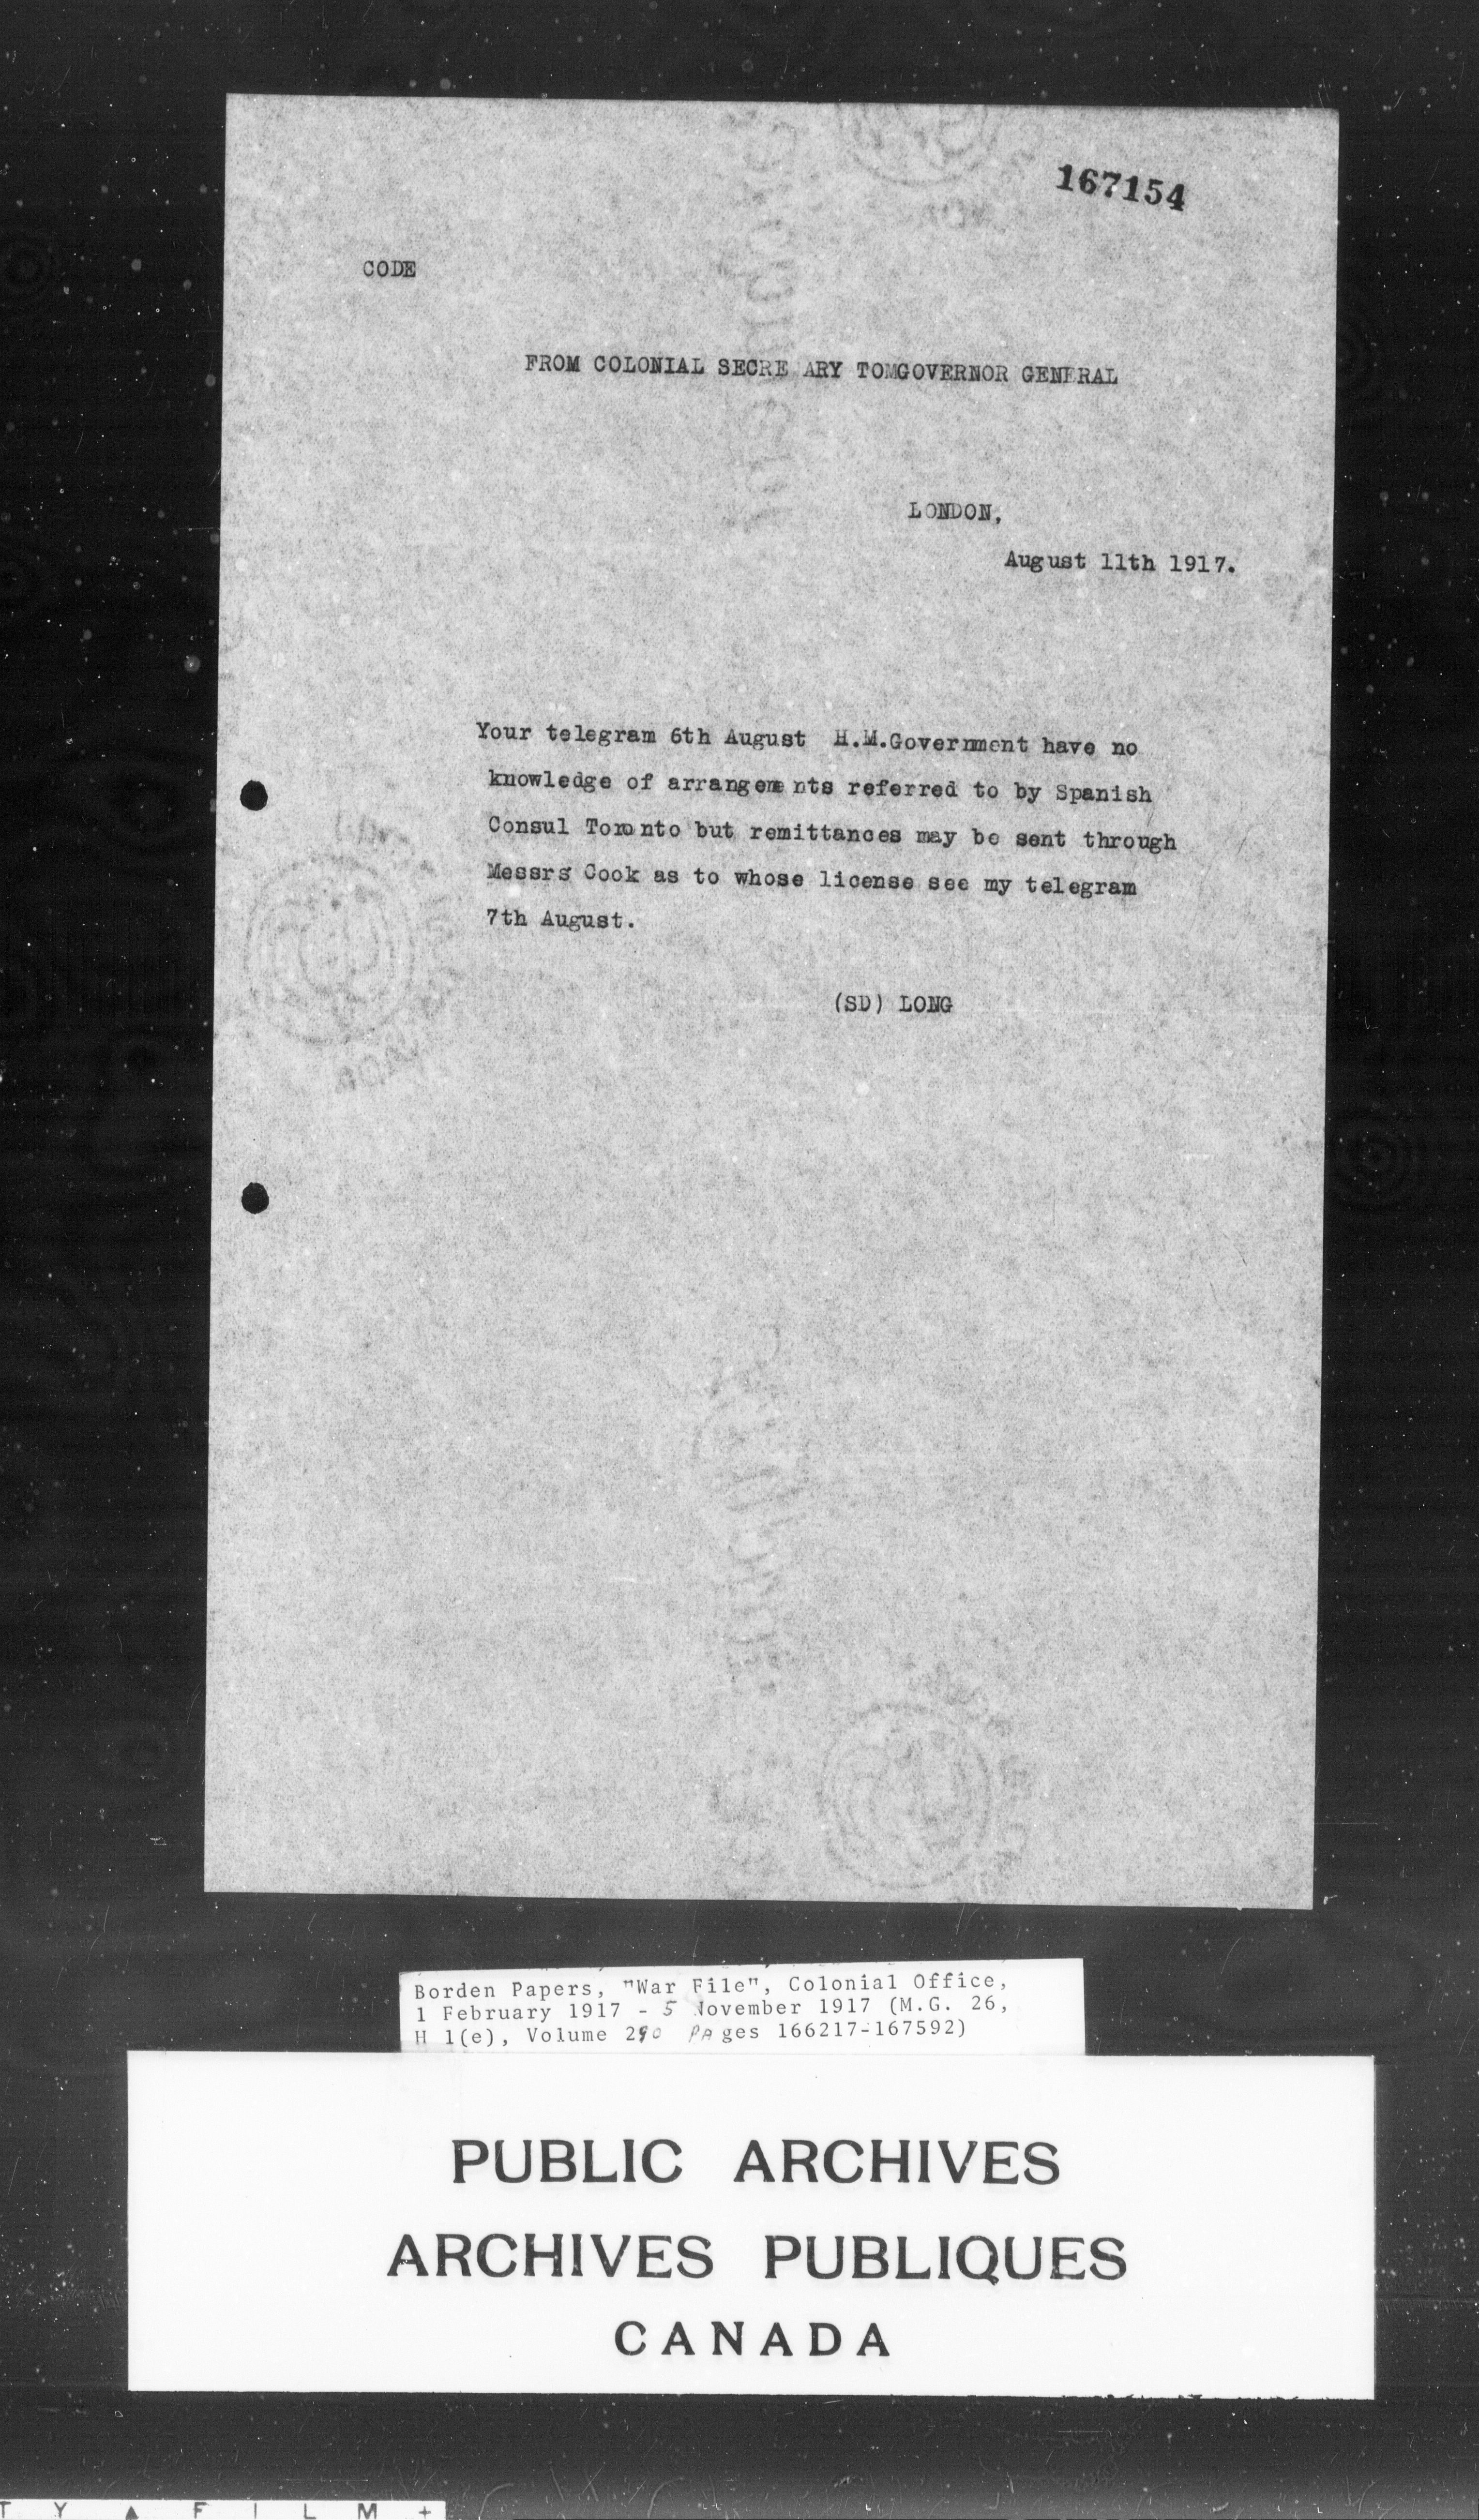 167154
CODE
FROM COLONIAL SECRE ARY TOMGOVERNOR GENERAL
LONDON,
August 11th 1917.
Your telegram 6th August H.M.Government have no
knowledge of arrangements referred to by Spanish
Consul Toronto but remittances may be sent through
Messrs Cook as to whose license see my telegram
7th August.
(SD) LONG
Borden Papers, "War File", Colonial Office,
1 February 1917 - 5 November 1917 (M.G. 26,
H 1(e), Volume 290 PAges 166217-167592)
PUBLIC ARCHIVES
ARCHIVES PUBLIQUES
CANADA
T Y ▲ F I L M +